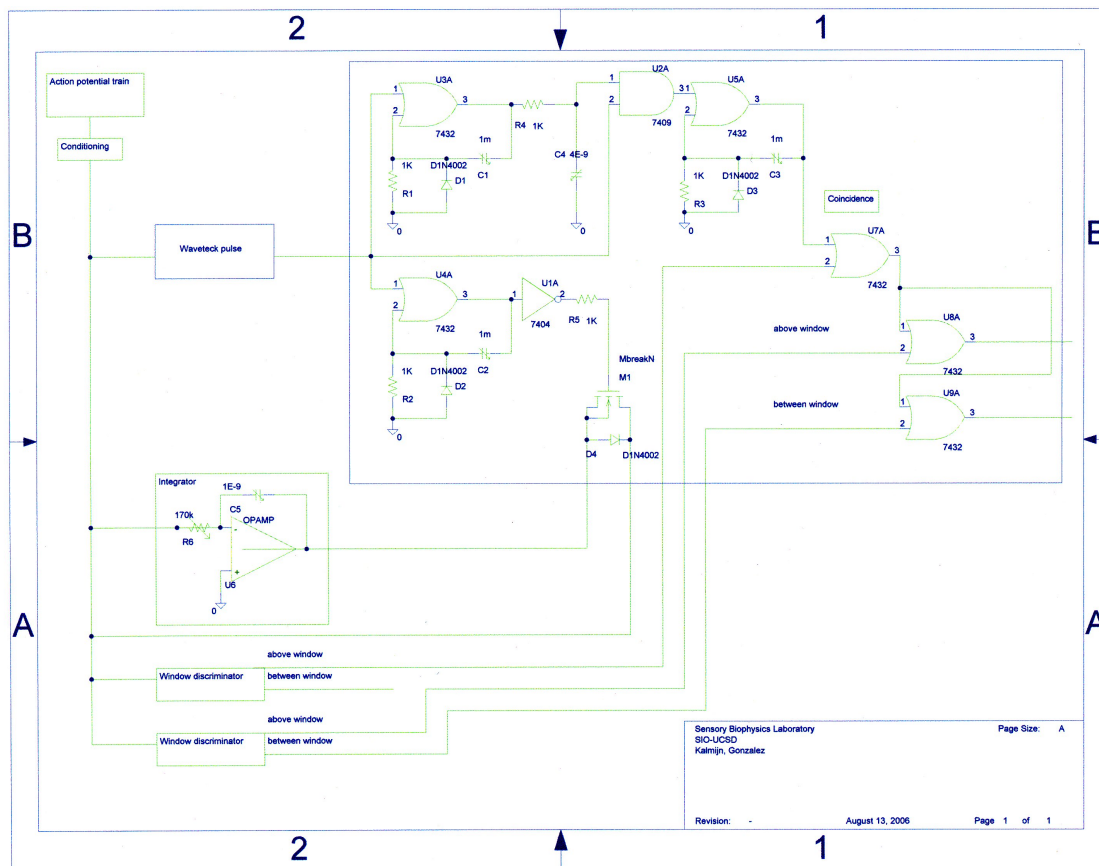 2
1
Action potential train
Conditioning
B
Waveteck pulse
U3A
1
2
3
7432
1K
R1
D1N4002
D1
1m
C1
0
R4
1K
C4
4E-9
0
U2A
1
2
3
7409
U5A
1
2
3
7432
1K
R3
D1N4002
D3
1m
C3
0
Coincidence
B
U7A
1
2
3
7432
U4A
1
2
3
7432
1K
R2
D1N4002
D2
1m
C2
0
U1A
1
2
7404
R5
1K
MbreakN
M1
D4
D1N4002
above window
U8A
1
2
3
7432
between window
U9A
1
2
3
7432
Integrator
1E-9
C5
170k
R6
OPAMP
-
+
U6
0
A
A
above window
Window discriminator
between window
above window
Window discriminator
between window
Sensory Biophysics Laboratory
SIO-UCSD
Kalmijn, Gonzalez
Page Size: A
Revision: -
August 13, 2006
Page 1 of 1
2
1